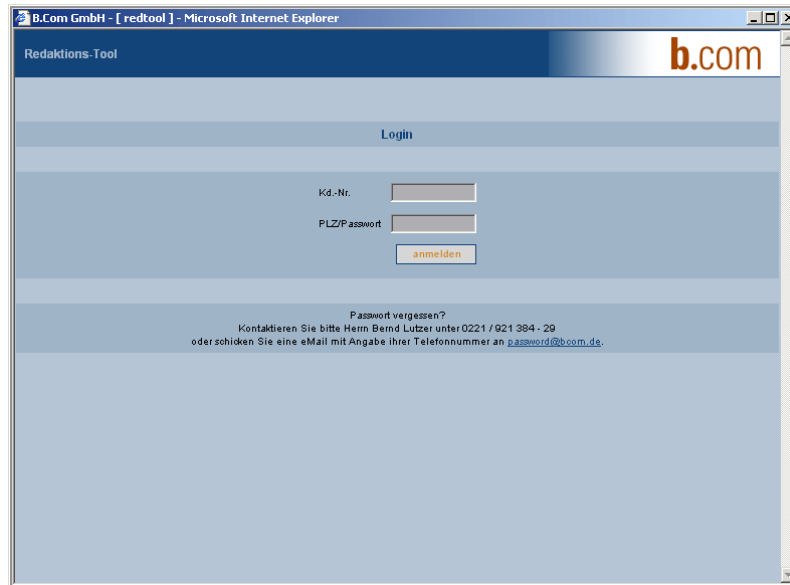 B.Com GmbH - [ redtool ] - Microsoft Internet Explorer
Redaktions-Tool
b.com
Login
Kd.-Nr.
PLZ/Passwort
anmelden
Passwort vergessen?
Kontaktieren Sie bitte Herrn Bernd Lutzer unter 0221 / 921 384 - 29
oder schicken Sie eine eMail mit Angabe ihrer Telefonnummer an password@bcom.de.